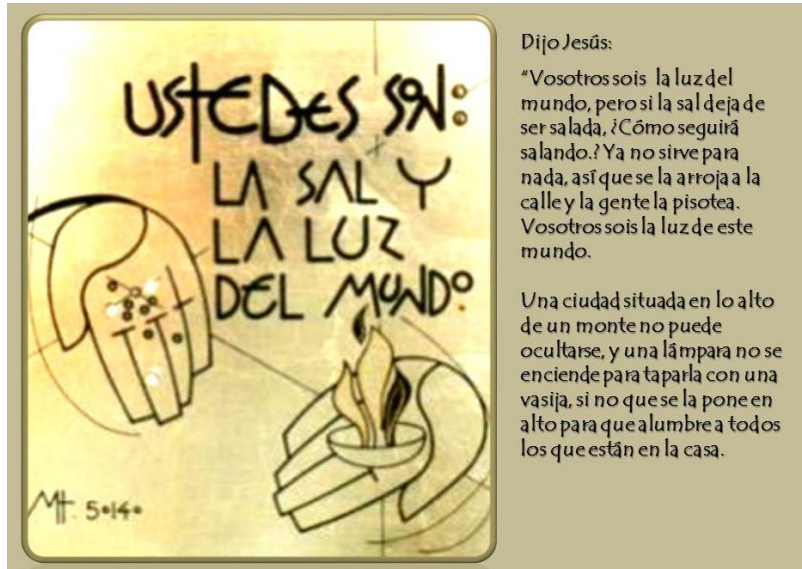 USTEDES SON:
LA SAL Y
LA LUZ
DEL MUNDO.
Mt. 5•14•
Dijo Jesús:
“Vosotros sois la luz del
mundo, pero si la sal deja de
ser salada, ¿Cómo seguirá
salando.? Ya no sirve para
nada, así que se la arroja a la
calle y la gente la pisotea.
Vosotros sois la luz de este
mundo.
Una ciudad situada en lo alto
de un monte no puede
ocultarse, y una lámpara no se
enciende para taparla con una
vasija, si no que se la pone en
alto para que alumbre a todos
los que están en la casa.